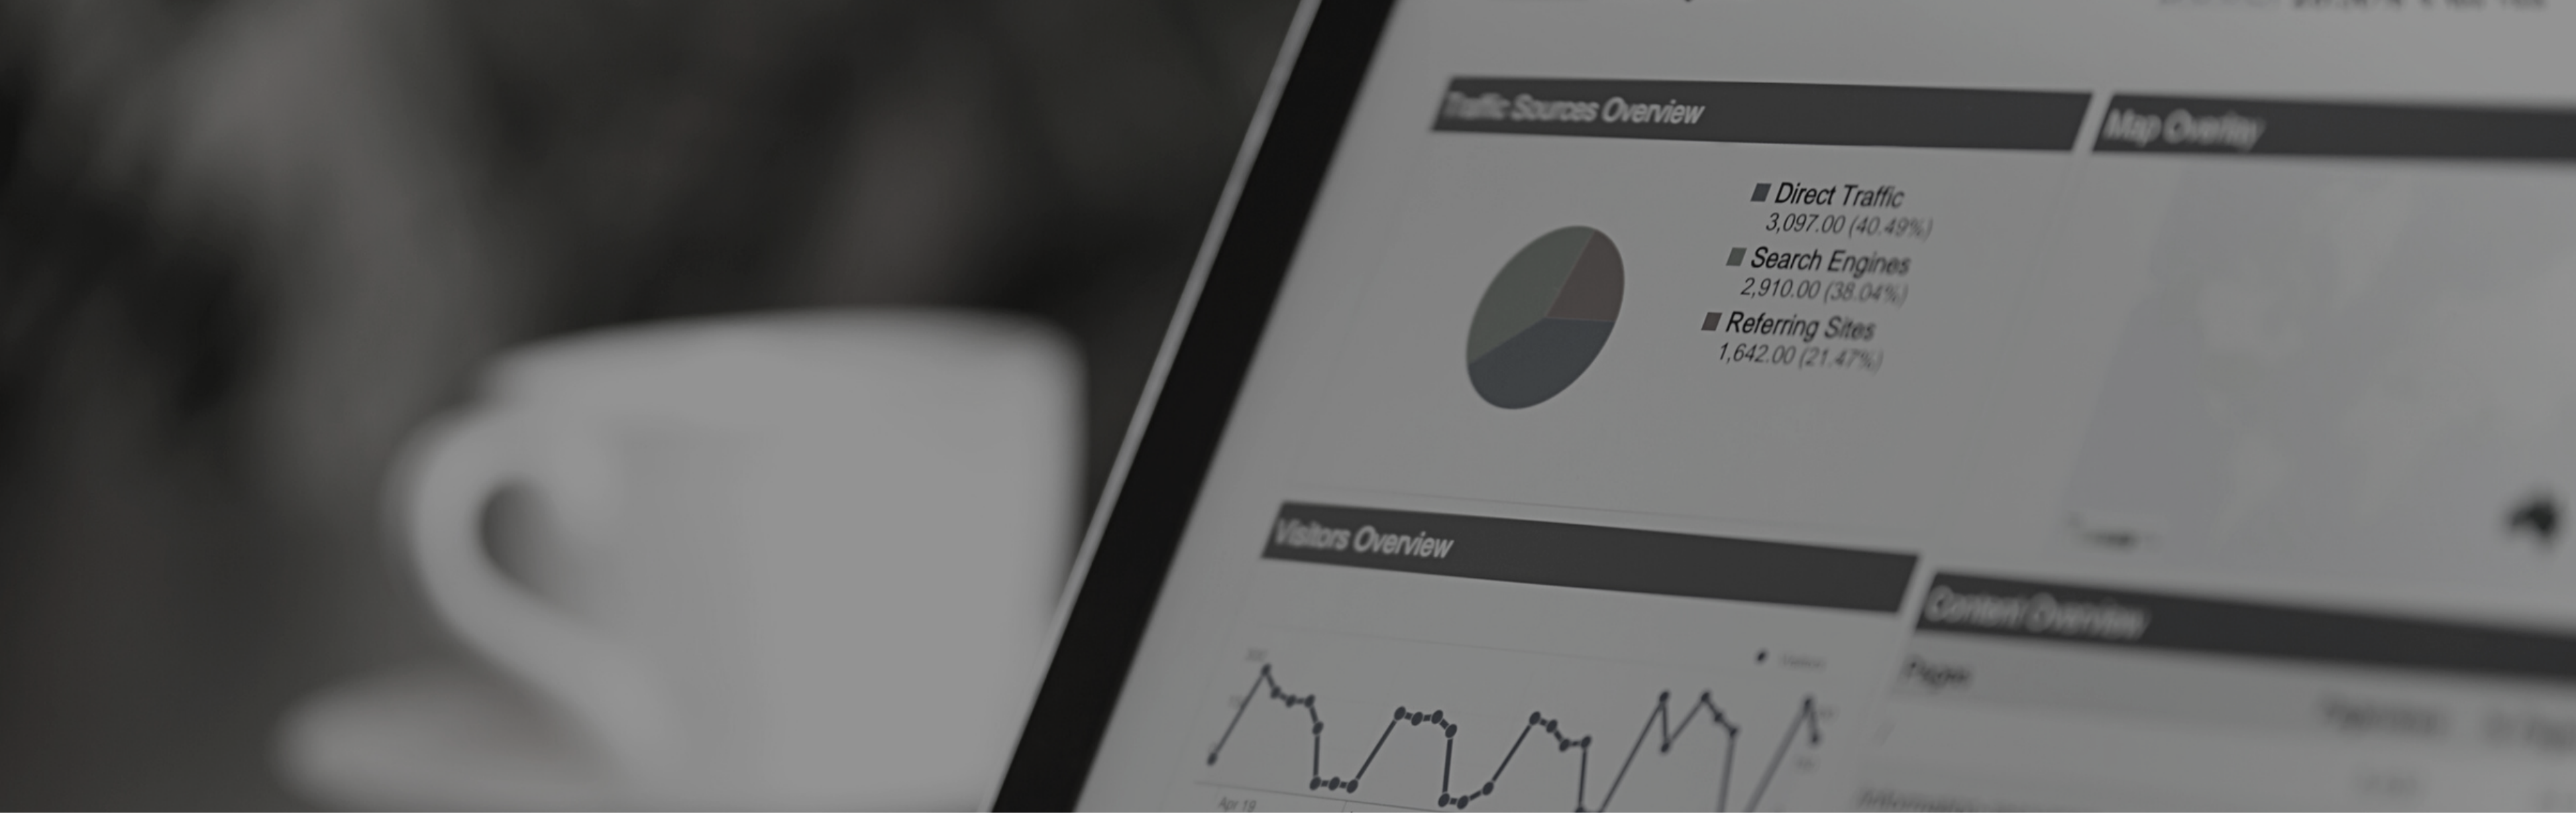 Traffic Sources Overview
Map Overlay
Direct Traffic
3,097.00 (40.49%)
Search Engines
2,910.00 (38.04%)
Referring Sites
1,642.00 (21.47%)
Visitors Overview
Content Overview
Pages
Apr 19